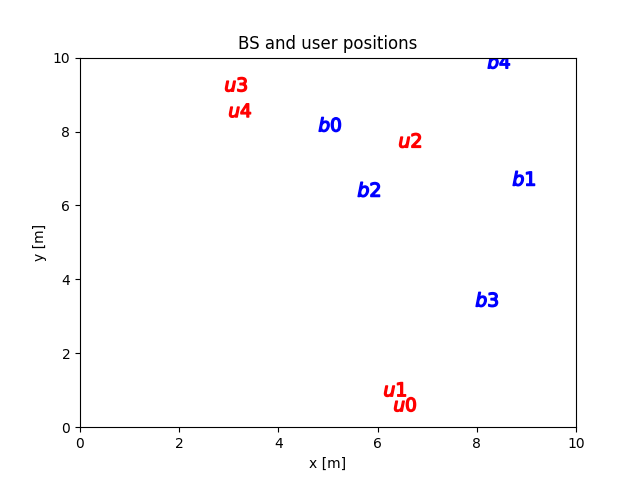 BS and user positions
10
b4
u3
u4
b0
8
u2
b1
b2
6
y [m]
4
b3
2
u1
u0
0
0 2 4 6 8 10
x [m]